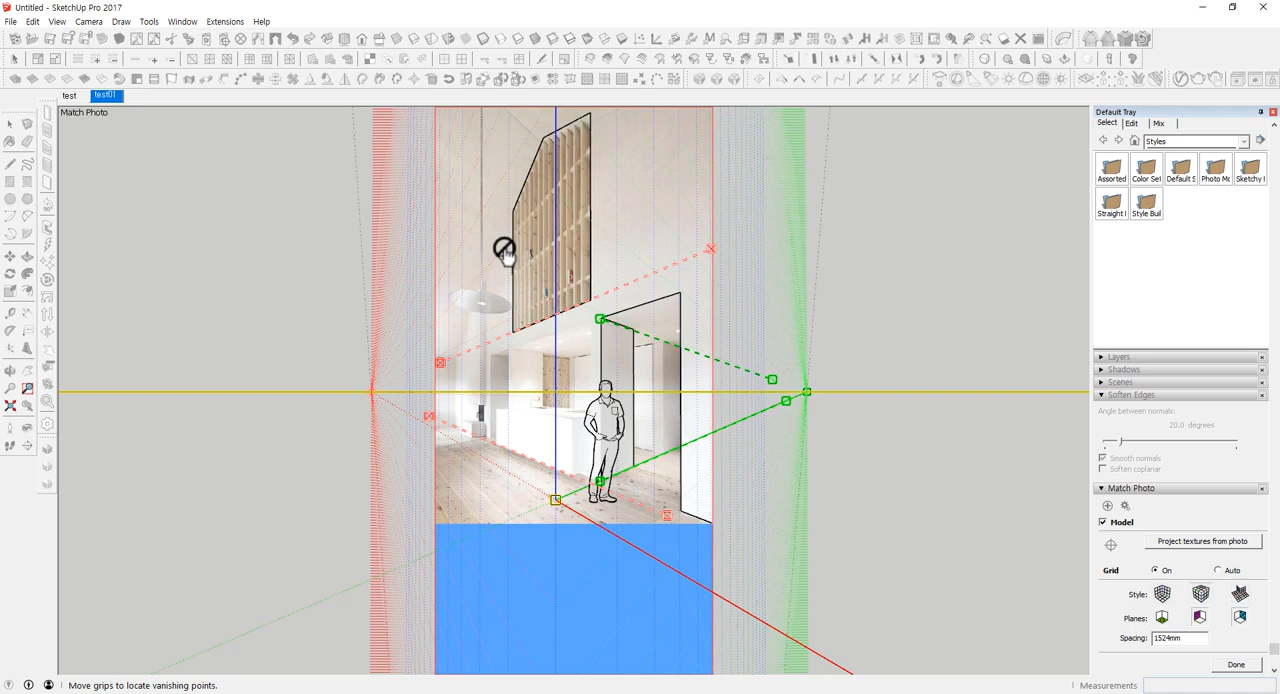 Untitled - SketchUp Pro 2017
File Edit View Camera Draw Tools Window Extensions Help
test test01
Match Photo
Default Tray
Select Edit Mix
Styles
Assorted Color Set Default S Photo Mo Sketchy I
Straight I Style Buil
Layers
Shadows
Scenes
Soften Edges
Angle between normals:
20.0 degrees
Smooth normals
Soften coplanar
Match Photo
Model
Project textures from photo
Grid On Auto
Style:
Planes:
Spacing: 1524mm
Done
Move grips to locate vanishing points.
Measurements